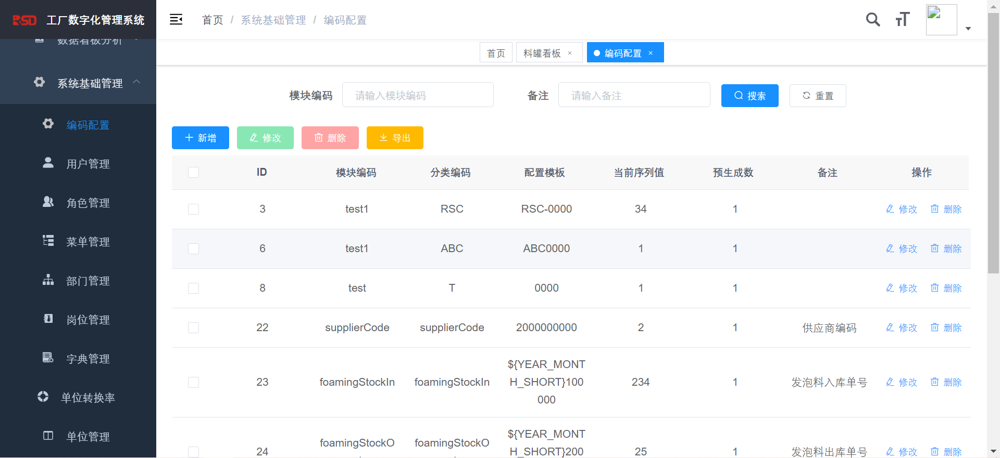 RSD 工厂数字化管理系统
首页 / 系统基础管理 / 编码配置
数据看板分析
系统基础管理
编码配置
用户管理
角色管理
菜单管理
部门管理
岗位管理
字典管理
单位转换率
单位管理
首页 料罐看板 × 编码配置 ×
模块编码 请输入模块编码 备注 请输入备注 搜索 重置
新增 修改 删除 导出
ID 模块编码 分类编码 配置模板 当前序列值 预生成数 备注 操作
3 test1 RSC RSC-0000 34 1 修改 删除
6 test1 ABC ABC0000 1 1 修改 删除
8 test T 0000 1 1 修改 删除
22 supplierCode supplierCode 2000000000 2 1 供应商编码 修改 删除
${YEAR_MONT
23 foamingStockIn foamingStockIn H_SHORT}100 234 1 发泡料入库单号 修改 删除
000
${YEAR_MONT
foamingStockO foamingStockO
24 H_SHORT}200 25 1 发泡料出库单号 修改 删除